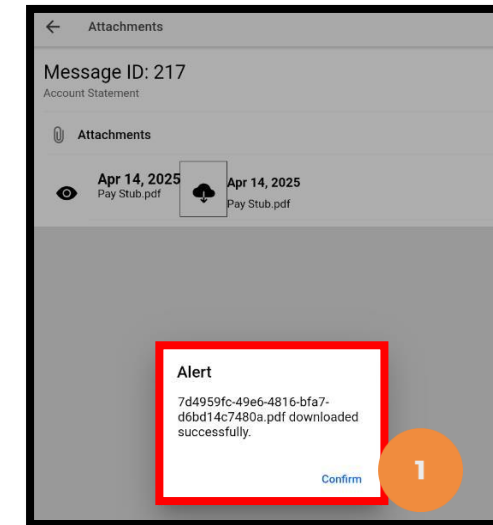 Attachments
Message ID: 217
Account Statement
Attachments
Apr 14, 2025
Pay Stub.pdf
Apr 14, 2025
Pay Stub.pdf
Alert
7d4959fc-49e6-4816-bfa7-
d6bd14c7480a.pdf downloaded
successfully.
Confirm
1